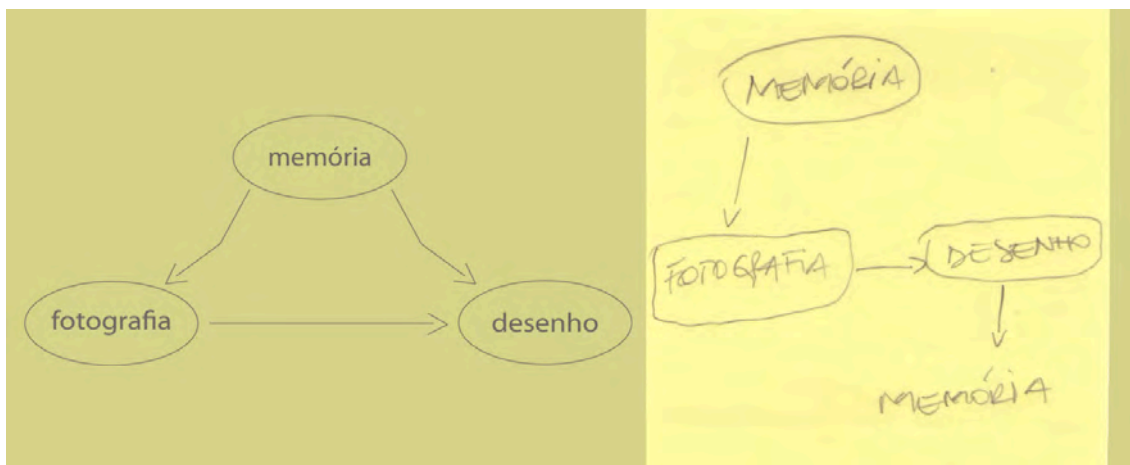 memória
fotografia
desenho
MEMÓRIA
FOTOGRAFIA
DESENHO
MEMÓRIA